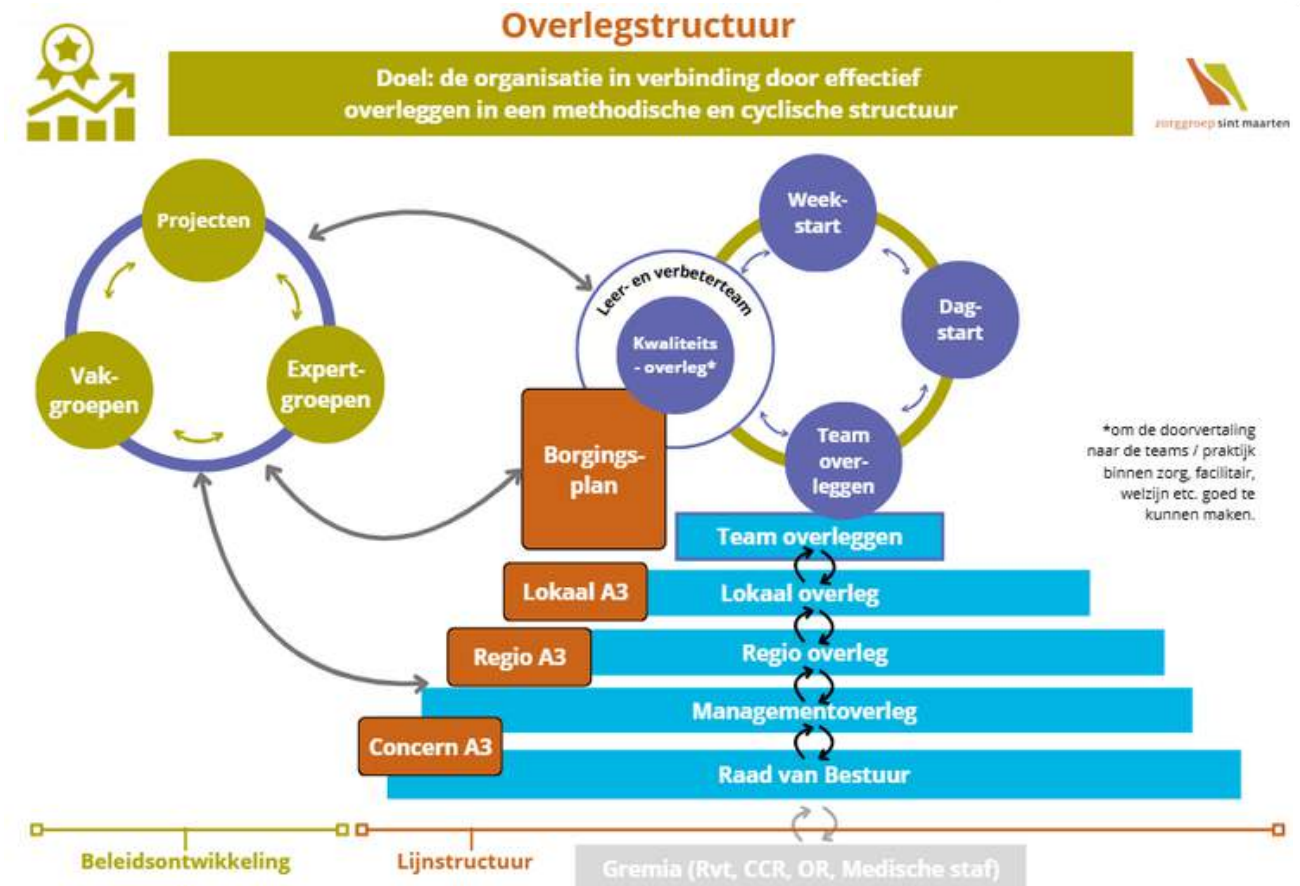 Overlegstructuur
Doel: de organisatie in verbinding door effectief
overleggen in een methodische en cyclische structuur
zorggroep sint maarten
Projecten
Vak-
groepen
Expert-
groepen
Leer- en verbeterteam
Kwaliteits
- overleg*
Week-
start
Dag-
start
Team
over-
leggen
*om de doorvertaling
naar de teams / praktijk
binnen zorg, facilitair,
welzijn etc. goed te
kunnen maken.
Borgings-
plan
Team overleggen
Lokaal A3
Lokaal overleg
Regio A3
Regio overleg
Managementoverleg
Concern A3
Raad van Bestuur
Beleidsontwikkeling
Lijnstructuur
Gremia (Rvt, CCR, OR, Medische staf)